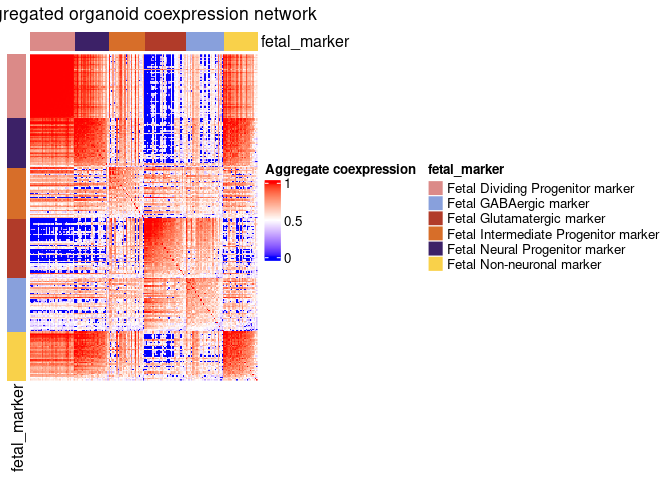 gregated organoid coexpression network
fetal_marker
Aggregate coexpression
1
0.5
0
fetal_marker
Fetal Dividing Progenitor marker
Fetal GABAergic marker
Fetal Glutamatergic marker
Fetal Intermediate Progenitor marker
Fetal Neural Progenitor marker
Fetal Non-neuronal marker
fetal_marker